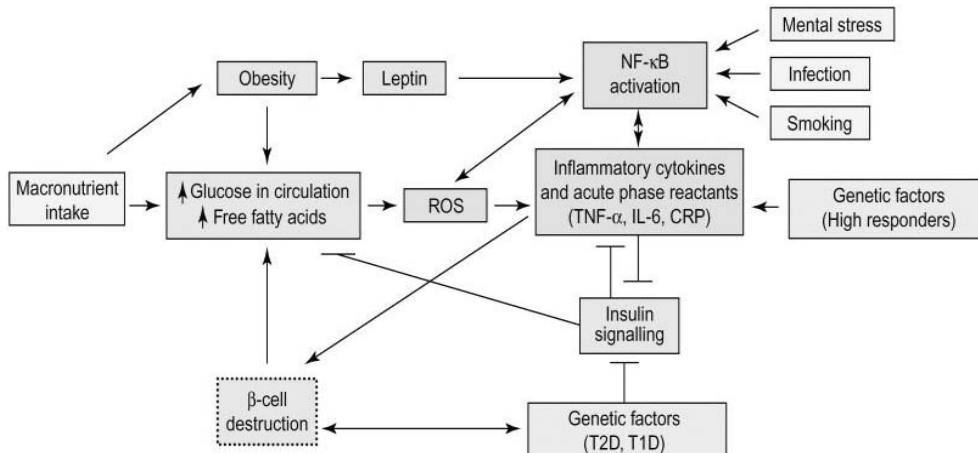 Mental stress
NF-κB
activation
Obesity
Leptin
Infection
Smoking
Macronutrient
intake
Glucose in circulation
Free fatty acids
ROS
Inflammatory cytokines
and acute phase reactants
(TNF-α, IL-6, CRP)
Genetic factors
(High responders)
Insulin
signalling
β-cell
destruction
Genetic factors
(T2D, T1D)